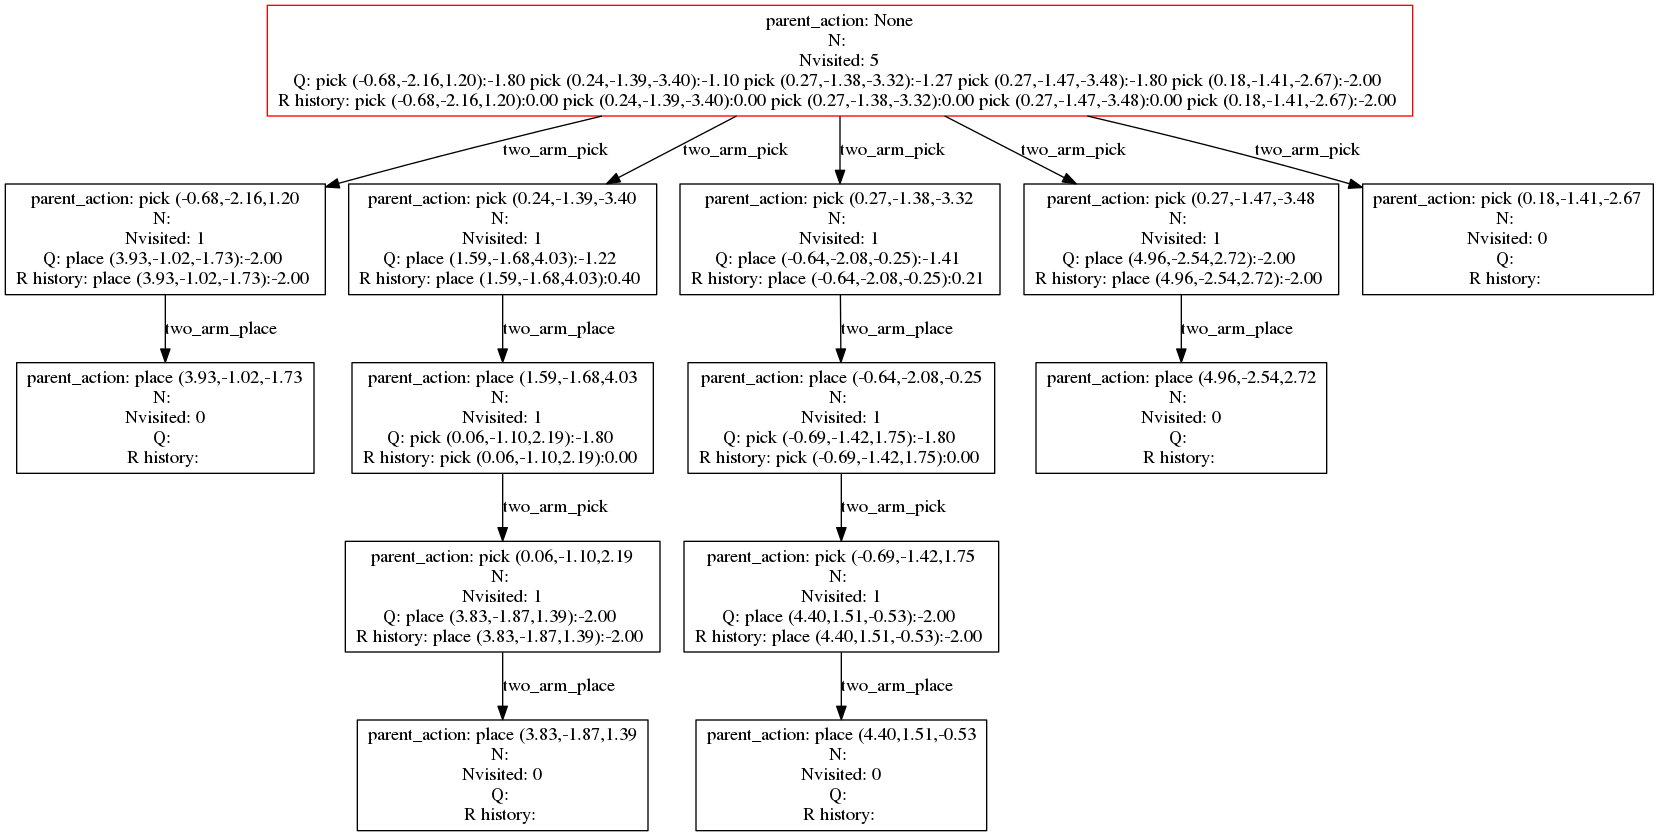 parent_action: None
N:
Nvisited: 5
Q: pick (-0.68,-2.16,1.20):-1.80 pick (0.24,-1.39,-3.40):-1.10 pick (0.27,-1.38,-3.32):-1.27 pick (0.27,-1.47,-3.48):-1.80 pick (0.18,-1.41,-2.67):-2.00
R history: pick (-0.68,-2.16,1.20):0.00 pick (0.24,-1.39,-3.40):0.00 pick (0.27,-1.38,-3.32):0.00 pick (0.27,-1.47,-3.48):0.00 pick (0.18,-1.41,-2.67):-2.00
two_arm_pick
two_arm_pick
two_arm_pick
two_arm_pick
two_arm_pick
parent_action: pick (-0.68,-2.16,1.20
N:
Nvisited: 1
Q: place (3.93,-1.02,-1.73):-2.00
R history: place (3.93,-1.02,-1.73):-2.00
parent_action: pick (0.24,-1.39,-3.40
N:
Nvisited: 1
Q: place (1.59,-1.68,4.03):-1.22
R history: place (1.59,-1.68,4.03):0.40
parent_action: pick (0.27,-1.38,-3.32
N:
Nvisited: 1
Q: place (-0.64,-2.08,-0.25):-1.41
R history: place (-0.64,-2.08,-0.25):0.21
parent_action: pick (0.27,-1.47,-3.48
N:
Nvisited: 1
Q: place (4.96,-2.54,2.72):-2.00
R history: place (4.96,-2.54,2.72):-2.00
parent_action: pick (0.18,-1.41,-2.67
N:
Nvisited: 0
Q:
R history:
two_arm_place
two_arm_place
two_arm_place
two_arm_place
parent_action: place (3.93,-1.02,-1.73
N:
Nvisited: 0
Q:
R history:
parent_action: place (1.59,-1.68,4.03
N:
Nvisited: 1
Q: pick (0.06,-1.10,2.19):-1.80
R history: pick (0.06,-1.10,2.19):0.00
parent_action: place (-0.64,-2.08,-0.25
N:
Nvisited: 1
Q: pick (-0.69,-1.42,1.75):-1.80
R history: pick (-0.69,-1.42,1.75):0.00
parent_action: place (4.96,-2.54,2.72
N:
Nvisited: 0
Q:
R history:
two_arm_pick
two_arm_pick
parent_action: pick (0.06,-1.10,2.19
N:
Nvisited: 1
Q: place (3.83,-1.87,1.39):-2.00
R history: place (3.83,-1.87,1.39):-2.00
parent_action: pick (-0.69,-1.42,1.75
N:
Nvisited: 1
Q: place (4.40,1.51,-0.53):-2.00
R history: place (4.40,1.51,-0.53):-2.00
two_arm_place
two_arm_place
parent_action: place (3.83,-1.87,1.39
N:
Nvisited: 0
Q:
R history:
parent_action: place (4.40,1.51,-0.53
N:
Nvisited: 0
Q:
R history: